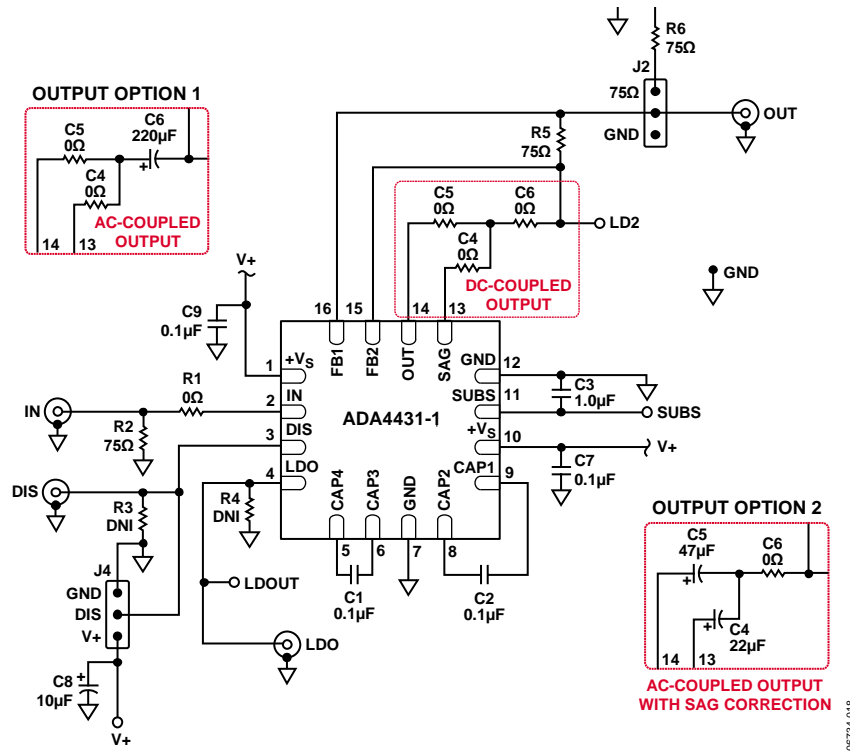 R6
75Ω
J2
75Ω
GND
OUT
OUTPUT OPTION 1
C5
0Ω
C6
220µF
+
C4
0Ω
AC-COUPLED
OUTPUT
14 13
R5
75Ω
C5
0Ω
C6
0Ω
C4
0Ω
LD2
DC-COUPLED
OUTPUT
GND
V+
C9
0.1µF
16 15 14 13
FB1 FB2 OUT SAG
1 +VS
2 IN
3 DIS
4 LDO
ADA4431-1
GND 12
SUBS 11
+VS 10
CAP1 9
CAP4 CAP3 GND CAP2
5 6 7 8
IN
R1
0Ω
R2
75Ω
DIS
R3
DNI
R4
DNI
J4
GND
DIS
V+
C8
+
10µF
V+
LDOUT
LDO
C1
0.1µF
C2
0.1µF
C3
1.0µF
SUBS
V+
C7
0.1µF
OUTPUT OPTION 2
C5
47µF
+
C6
0Ω
+
C4
22µF
14 13
AC-COUPLED OUTPUT
WITH SAG CORRECTION